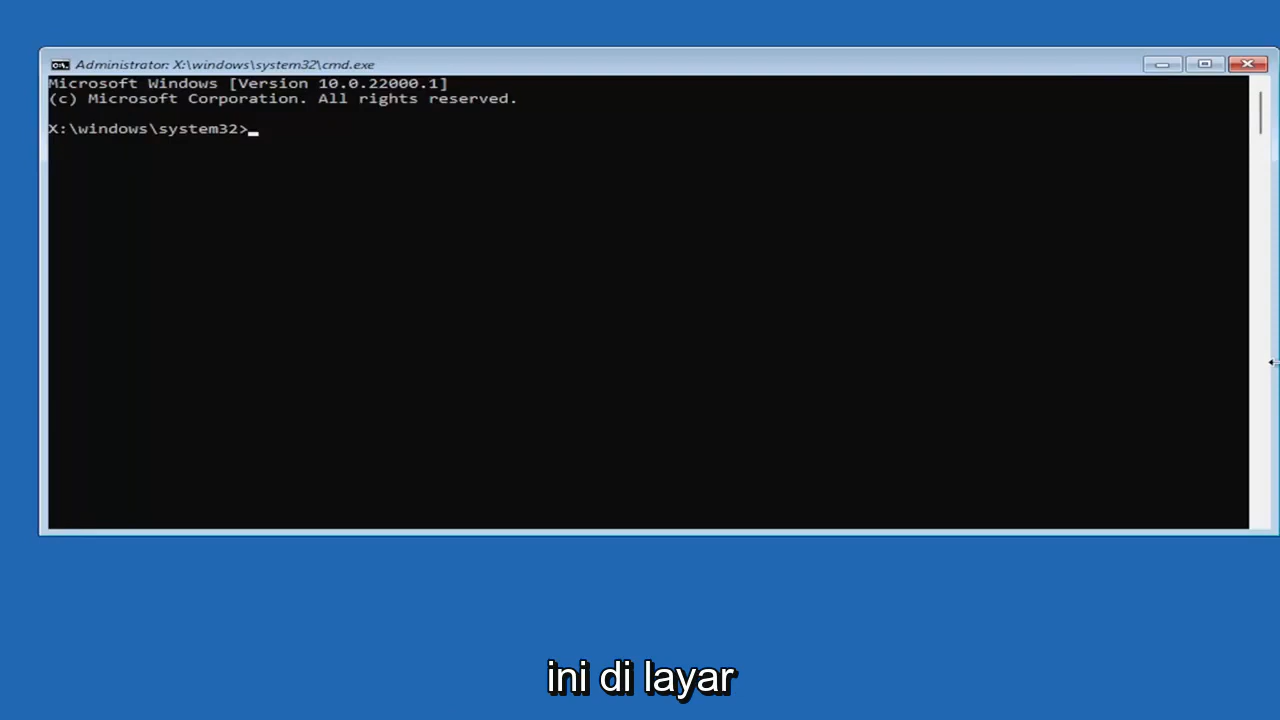 Administrator: X:\windows\system32\cmd.exe
Microsoft Windows [Version 10.0.22000.1]
(c) Microsoft Corporation. All rights reserved.
X:\windows\system32>
ini di layar